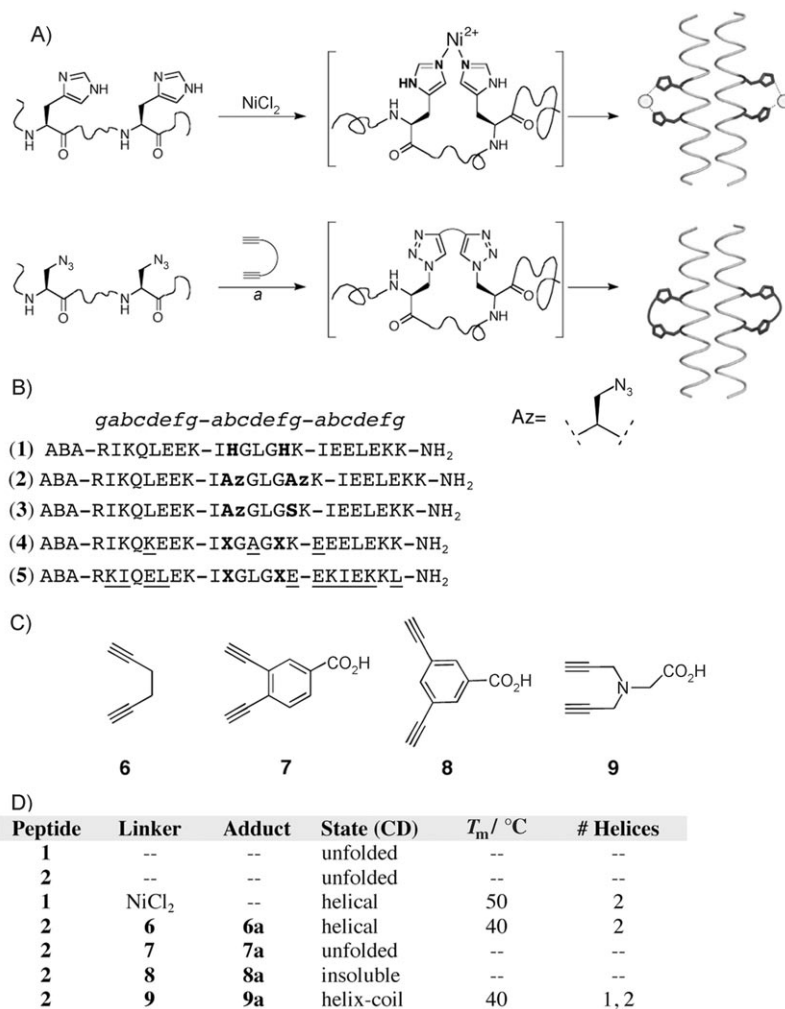 A)
Ni2+
N NH N NH
HN N N NH
N H O N H O
NiCl2
N H O N H O
N3 N3
a
N N N N N N
N H O N H O
N H O N H O
B)
gabcdefg-abcdefg-abcdefg
Az= N3
(1) ABA-RIKQLEEK-IHGLGHK-IEELEKK-NH2
(2) ABA-RIKQLEEK-IAzGLGAzK-IEELEKK-NH2
(3) ABA-RIKQLEEK-IAzGLGSK-IEELEKK-NH2
(4) ABA-RIKQKEEK-IXGAGXK-EEELEKK-NH2
(5) ABA-RKIQELEK-IXGLGXE-EKIEKKL-NH2
C)
CO2H CO2H N CO2H
6 7 8 9
D)
Peptide Linker Adduct State (CD) Tm/ °C # Helices
1 -- -- unfolded -- --
2 -- -- unfolded -- --
1 NiCl2 -- helical 50 2
2 6 6a helical 40 2
2 7 7a unfolded -- --
2 8 8a insoluble -- --
2 9 9a helix-coil 40 1, 2